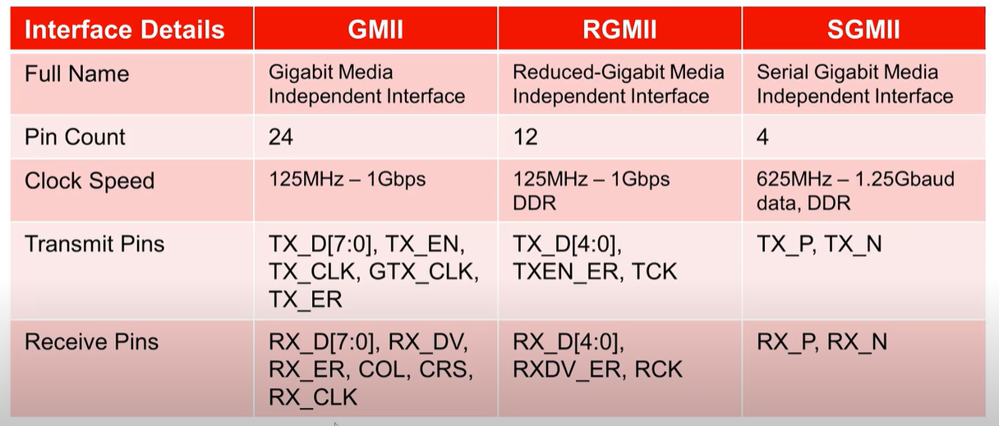 Interface Details GMII RGMII SGMII
Full Name Gigabit Media Independent Interface Reduced-Gigabit Media Independent Interface Serial Gigabit Media Independent Interface
Pin Count 24 12 4
Clock Speed 125MHz – 1Gbps 125MHz – 1Gbps DDR 625MHz – 1.25Gbaud data, DDR
Transmit Pins TX_D[7:0], TX_EN, TX_CLK, GTX_CLK, TX_ER TX_D[4:0], TXEN_ER, TCK TX_P, TX_N
Receive Pins RX_D[7:0], RX_DV, RX_ER, COL, CRS, RX_CLK RX_D[4:0], RXDV_ER, RCK RX_P, RX_N